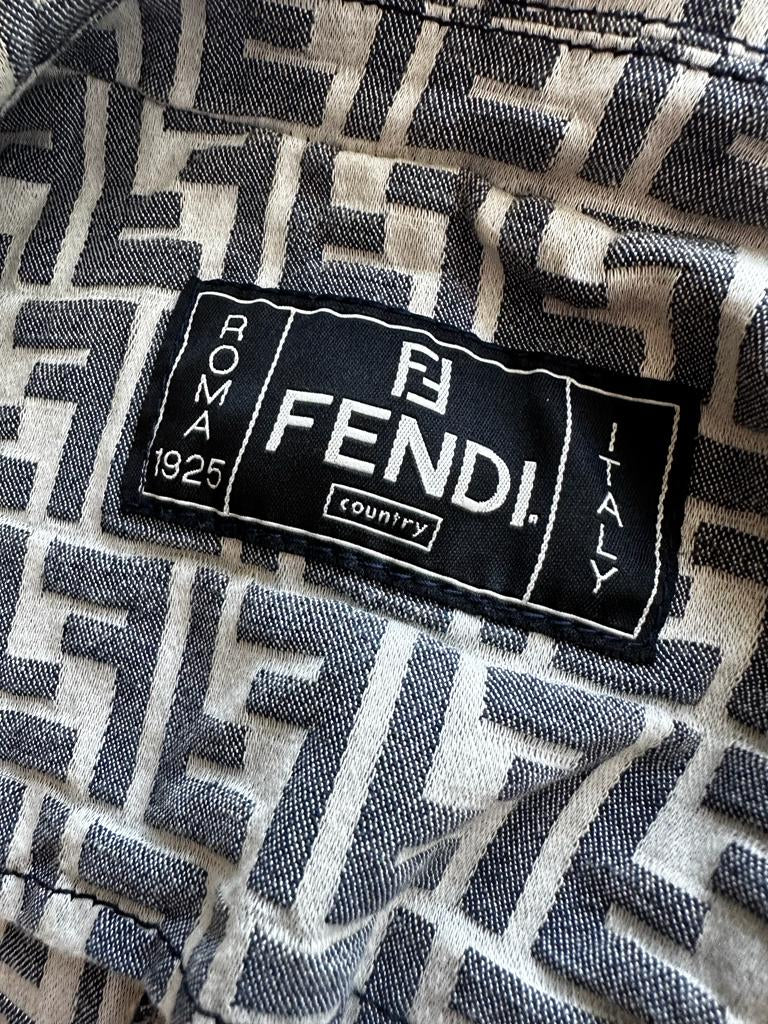 ROMA
1925
FF
FENDI®
country
ITALY